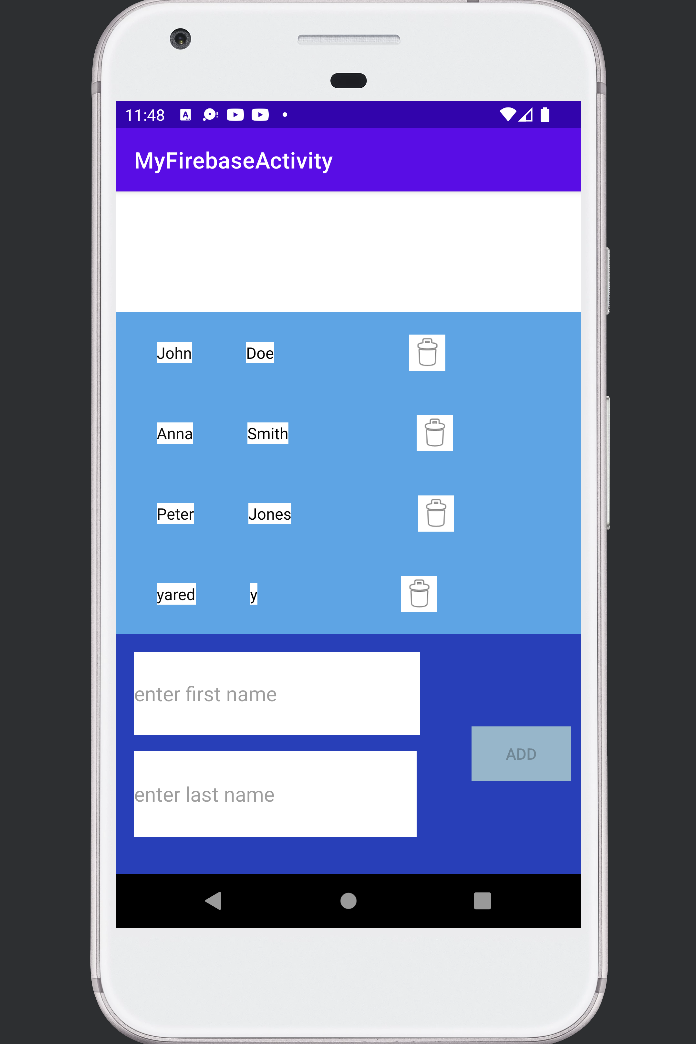 11:48
MyFirebaseActivity
John Doe
Anna Smith
Peter Jones
yared y
enter first name
enter last name
ADD